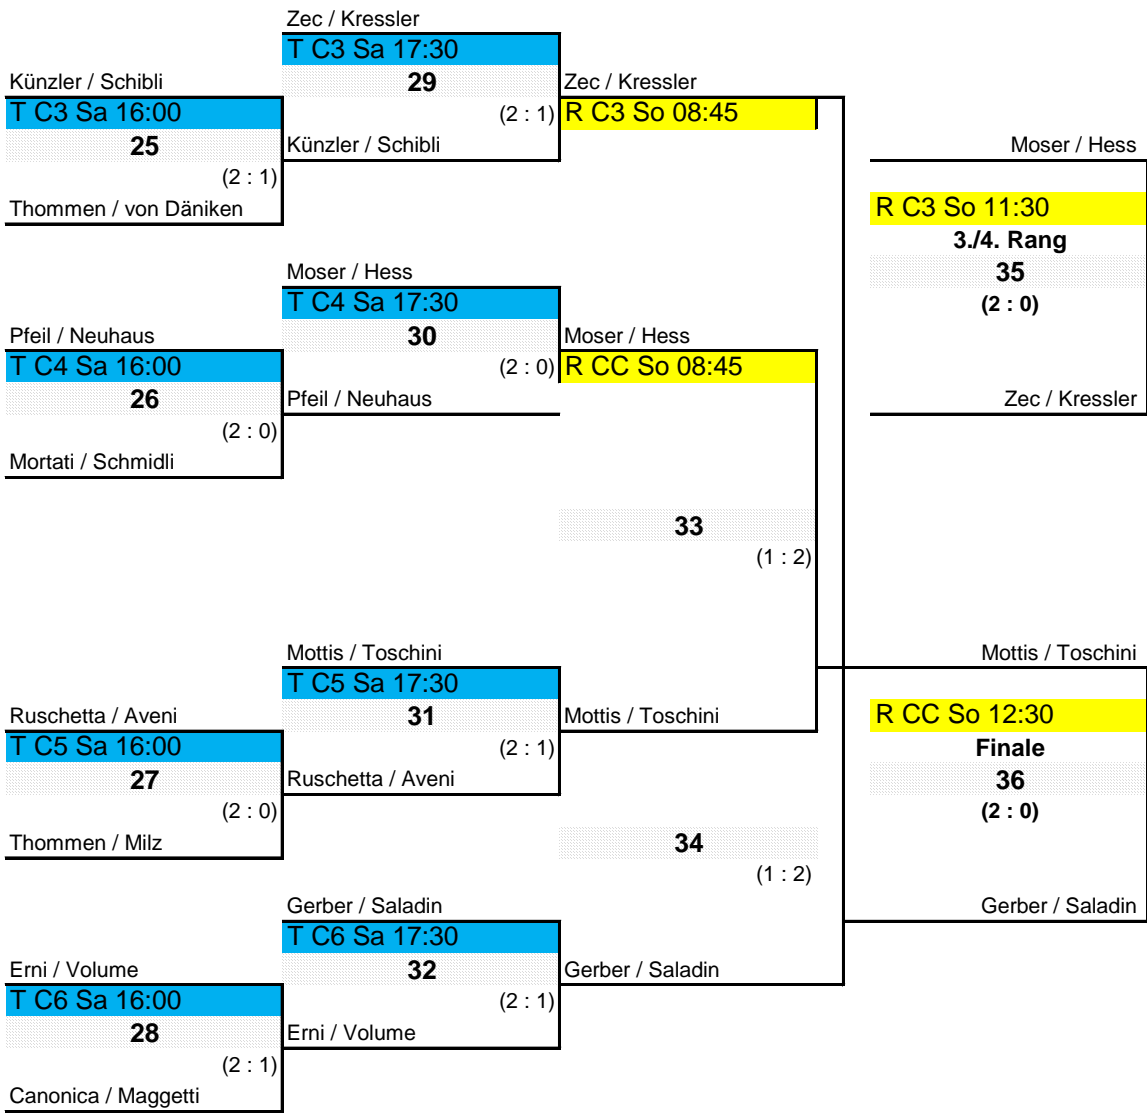 Zec / Kressler
T C3 Sa 17:30
Künzler / Schibli
29
Zec / Kressler
T C3 Sa 16:00
(2 : 1)
R C3 So 08:45
25
Künzler / Schibli
Moser / Hess
(2 : 1)
Thommen / von Däniken
R C3 So 11:30
3./4. Rang
Moser / Hess
35
T C4 Sa 17:30
(2 : 0)
Pfeil / Neuhaus
30
Moser / Hess
T C4 Sa 16:00
(2 : 0)
R CC So 08:45
26
Pfeil / Neuhaus
Zec / Kressler
(2 : 0)
Mortati / Schmidli
33
(1 : 2)
Mottis / Toschini
Mottis / Toschini
T C5 Sa 17:30
Ruschetta / Aveni
31
Mottis / Toschini
R CC So 12:30
T C5 Sa 16:00
(2 : 1)
Finale
27
Ruschetta / Aveni
36
(2 : 0)
(2 : 0)
Thommen / Milz
34
(1 : 2)
Gerber / Saladin
Gerber / Saladin
T C6 Sa 17:30
Erni / Volume
32
Gerber / Saladin
T C6 Sa 16:00
(2 : 1)
28
Erni / Volume
(2 : 1)
Canonica / Maggetti